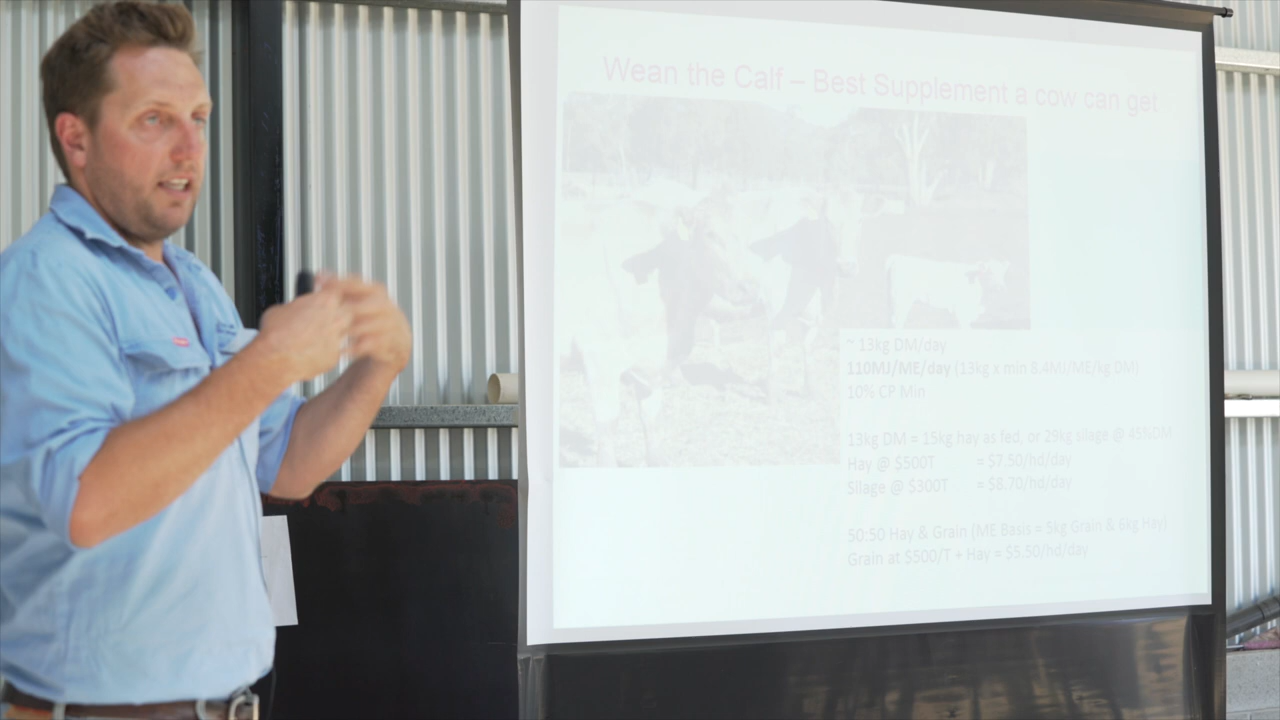 Wean the Calf – Best Supplement a cow can get
~ 13kg DM/day
110MJ/ME/day (13kg x min 8.4MJ/ME/kg DM)
10% CP Min
13kg DM = 15kg hay as fed, or 29kg silage @ 45%DM
Hay @ $500T = $7.50/hd/day
Silage @ $300T = $8.70/hd/day
50:50 Hay & Grain (ME Basis = 5kg Grain & 6kg Hay)
Grain at $500/T + Hay = $5.50/hd/day